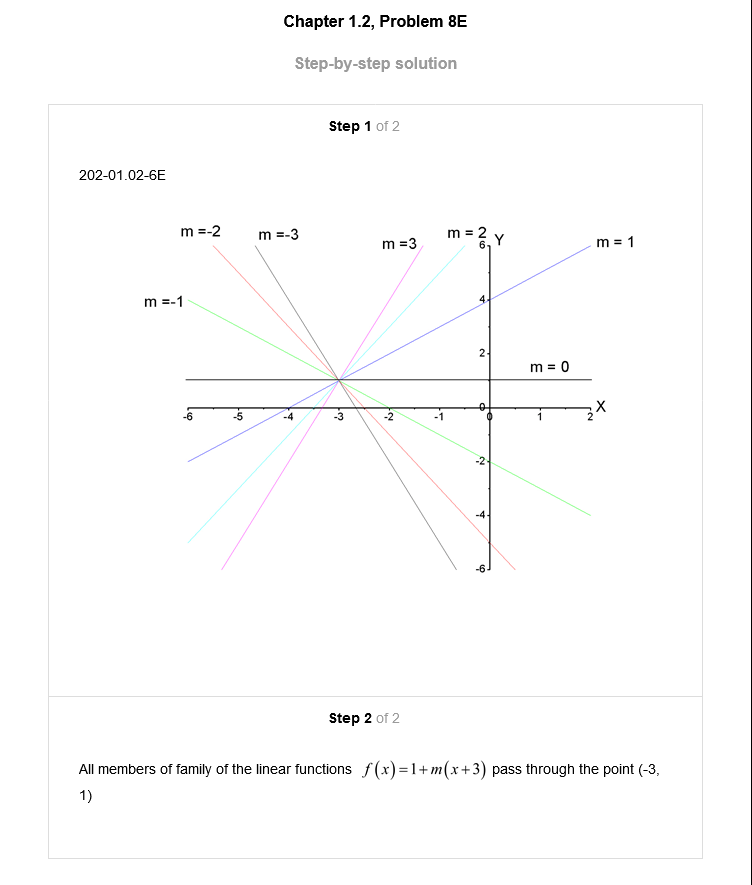 Chapter 1.2, Problem 8E
Step-by-step solution
Step 1 of 2
202-01.02-6E
m =-2 m =-3 m =3 m = 2 Y m = 1
6
m =-1 4
2
m = 0
0 X
-6 -5 -4 -3 -2 -1 0 1 2
-2
-4
-6
Step 2 of 2
All members of family of the linear functions f(x)=1+m(x+3) pass through the point (-3,
1)